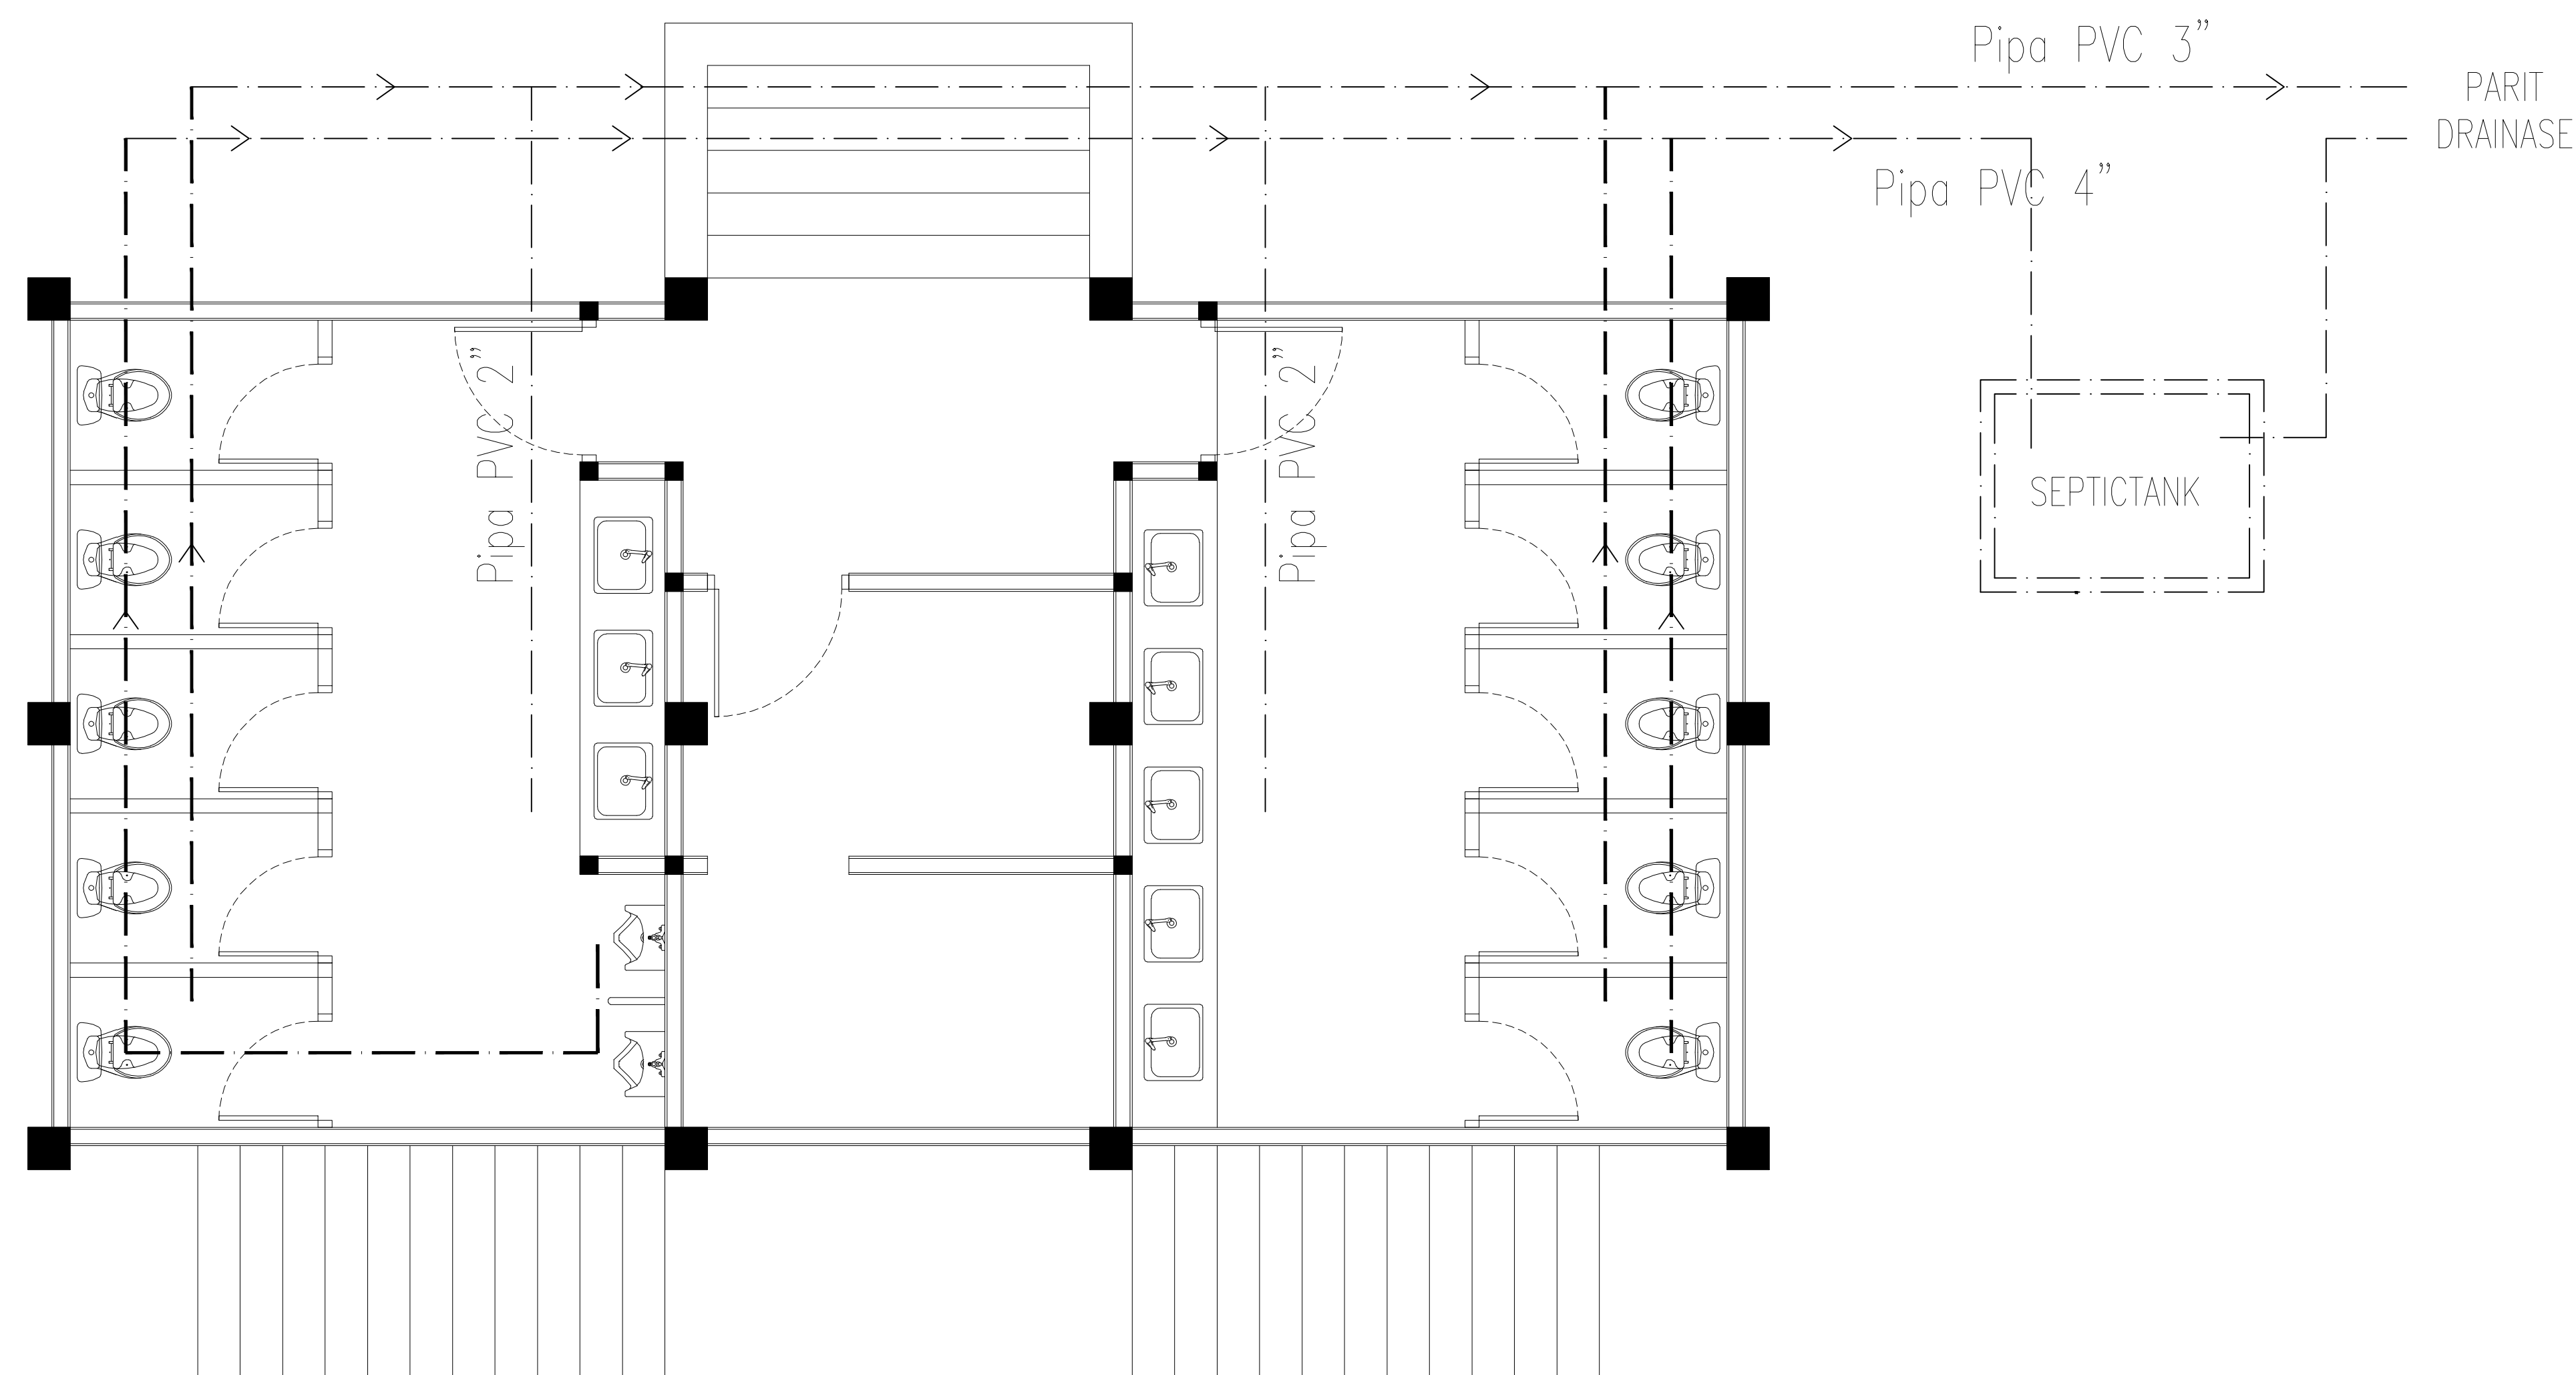 Pipa PVC 3”
PARIT
DRAINASE
Pipa PVC 4”
Pipa PVC 2”
Pipa PVC 2”
SEPTICTANK